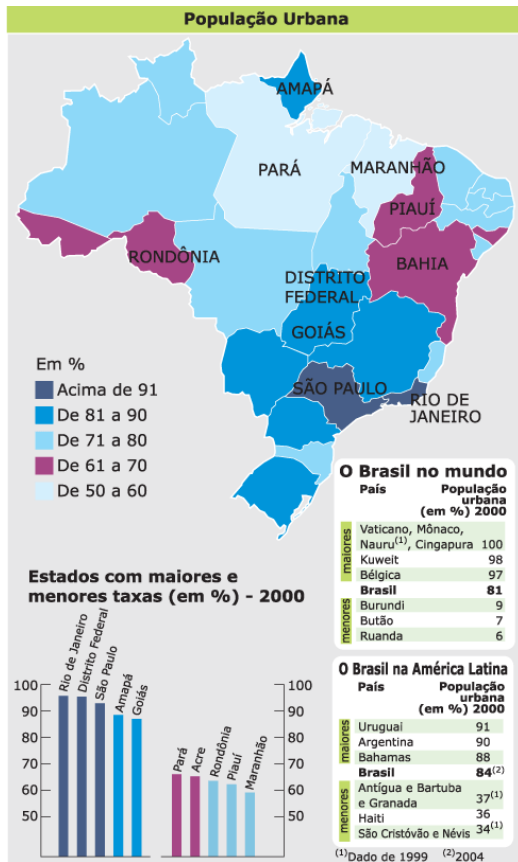 População Urbana
AMAPÁ
PARÁ
MARANHÃO
PIAUÍ
RONDÔNIA
BAHIA
DISTRITO
FEDERAL
GOIÁS
SÃO PAULO
RIO DE
JANEIRO
Em %
Acima de 91
De 81 a 90
De 71 a 80
De 61 a 70
De 50 a 60
O Brasil no mundo
País População
urbana
(em %) 2000
maiores
Vaticano, Mônaco,
Nauru(1), Cingapura 100
Kuweit 98
Bélgica 97
Brasil 81
menores
Burundi 9
Butão 7
Ruanda 6
Estados com maiores e
menores taxas (em %) - 2000
Rio de Janeiro
Distrito Federal
São Paulo
Amapá
Goiás
100
90
80
70
60
50
Pará
Acre
Rondônia
Piauí
Maranhão
100
90
80
70
60
50
O Brasil na América Latina
País População
urbana
(em %) 2000
maiores
Uruguai 91
Argentina 90
Bahamas 88
Brasil 84(2)
menores
Antígua e Bartuba
e Granada 37(1)
Haiti 36
São Cristóvão e Névis 34(1)
(1)Dado de 1999 (2)2004